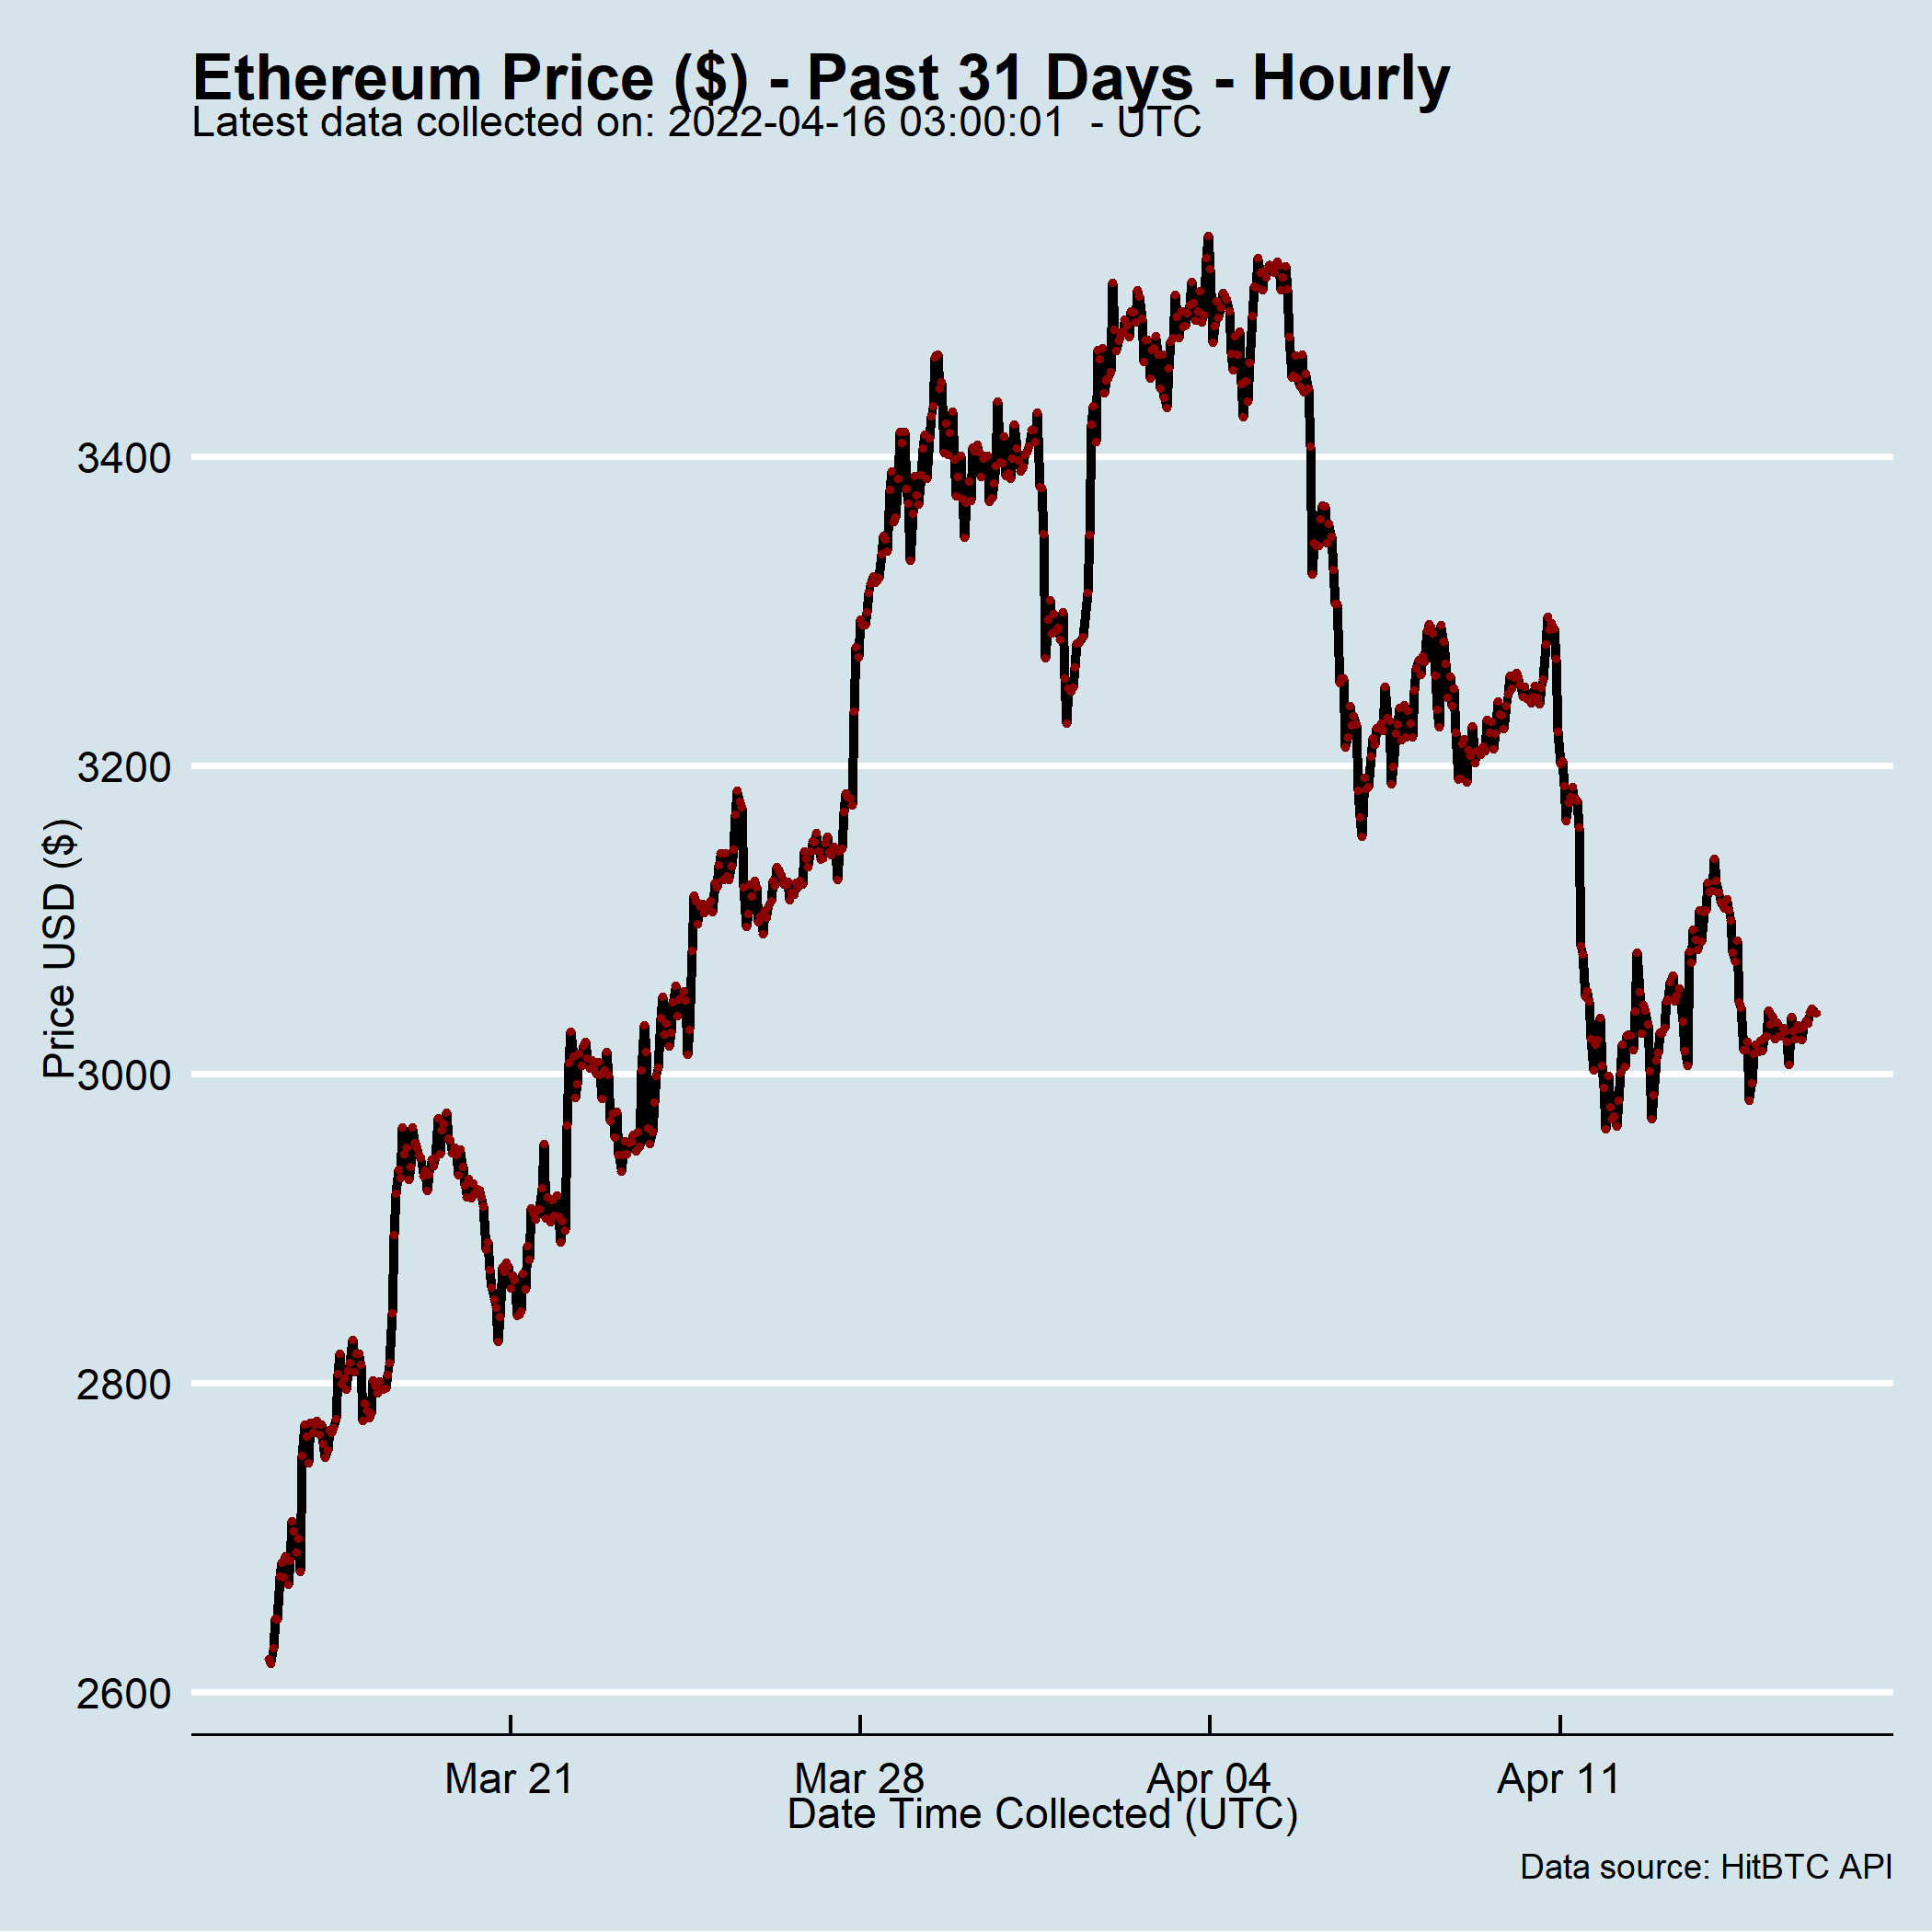 Ethereum Price ($) - Past 31 Days - Hourly
Latest data collected on: 2022-04-16 03:00:01  - UTC
Price USD ($)
3400
3200
3000
2800
2600
Mar 21
Mar 28
Apr 04
Apr 11
Date Time Collected (UTC)
Data source: HitBTC API